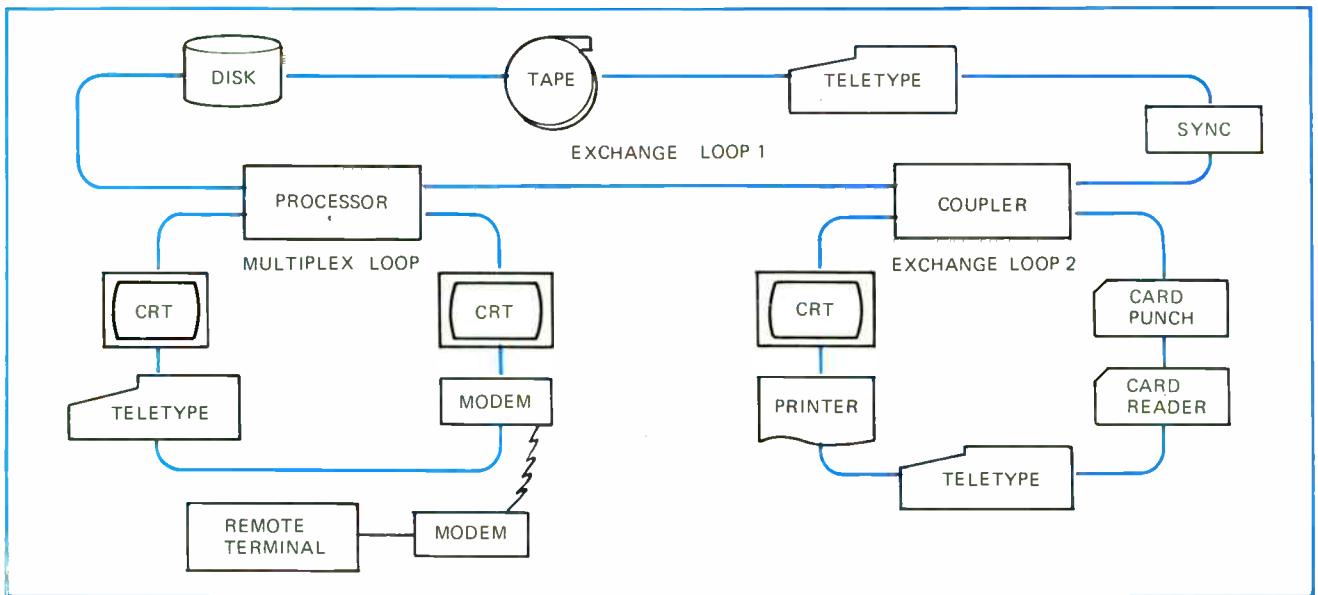 DISK
TAPE
TELETYPE
SYNC
EXCHANGE LOOP 1
PROCESSOR
COUPLER
MULTIPLEX LOOP
EXCHANGE LOOP 2
CRT
CRT
CRT
CARD
PUNCH
TELETYPE
MODEM
PRINTER
CARD
READER
TELETYPE
REMOTE
TERMINAL
MODEM